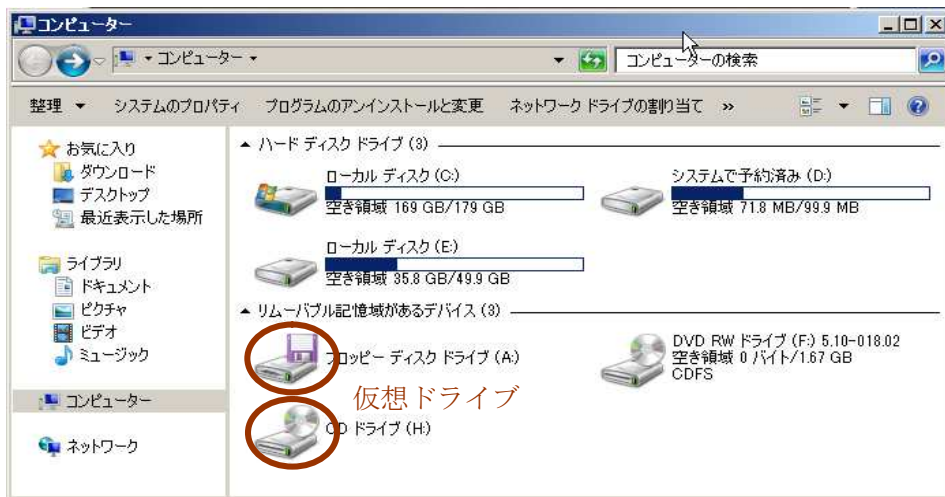 コンピューター
コンピューター
コンピューターの検索
整理 システムのプロパティ プログラムのアンインストールと変更 ネットワーク ドライブの割り当て »
お気に入り
ダウンロード
デスクトップ
最近表示した場所
ライブラリ
ドキュメント
ピクチャ
ビデオ
ミュージック
コンピューター
ネットワーク
ハード ディスク ドライブ (3)
ローカル ディスク (C:)
空き領域 169 GB/179 GB
システムで予約済み (D:)
空き領域 71.8 MB/99.9 MB
ローカル ディスク (E:)
空き領域 35.8 GB/49.9 GB
リムーバブル記憶域があるデバイス (3)
フロッピー ディスク ドライブ (A:)
DVD RW ドライブ (F:) 5.10-018.02
空き領域 0 バイト/1.67 GB
CDFS
仮想ドライブ
CD ドライブ (H:)